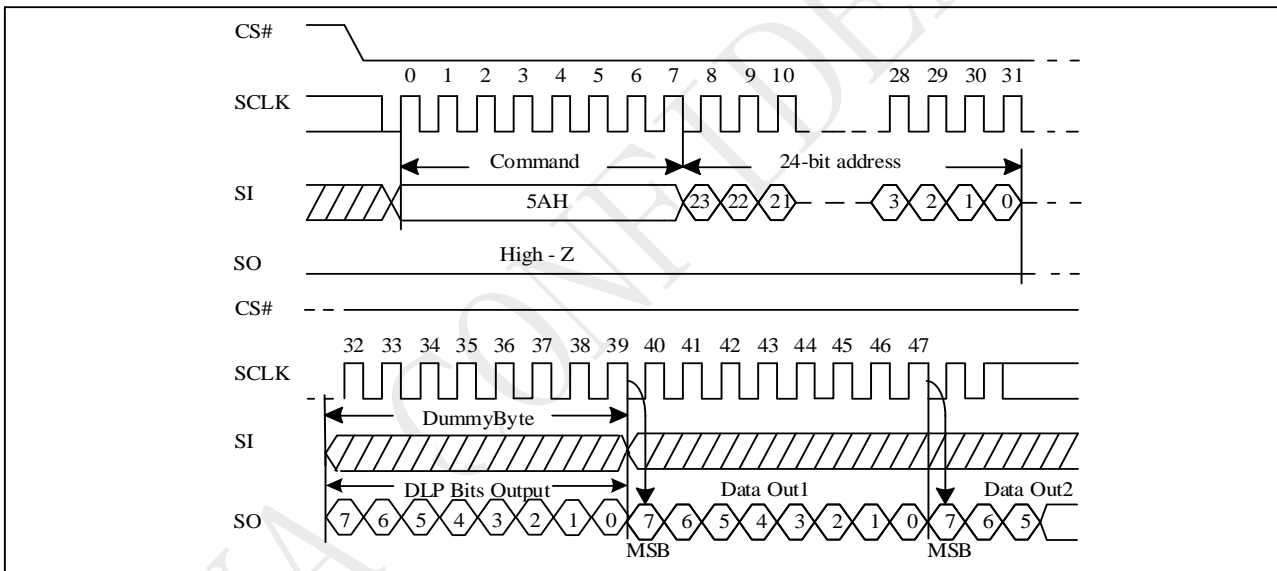 CS#
0 1 2 3 4 5 6 7 8 9 10 28 29 30 31
SCLK
Command 24-bit address
SI 5AH 23 22 21 3 2 1 0
High - Z
SO
CS#
32 33 34 35 36 37 38 39 40 41 42 43 44 45 46 47
SCLK
DummyByte
SI
DLP Bits Output Data Out1 Data Out2
SO 7 6 5 4 3 2 1 0 7 6 5 4 3 2 1 0 7 6 5
MSB MSB